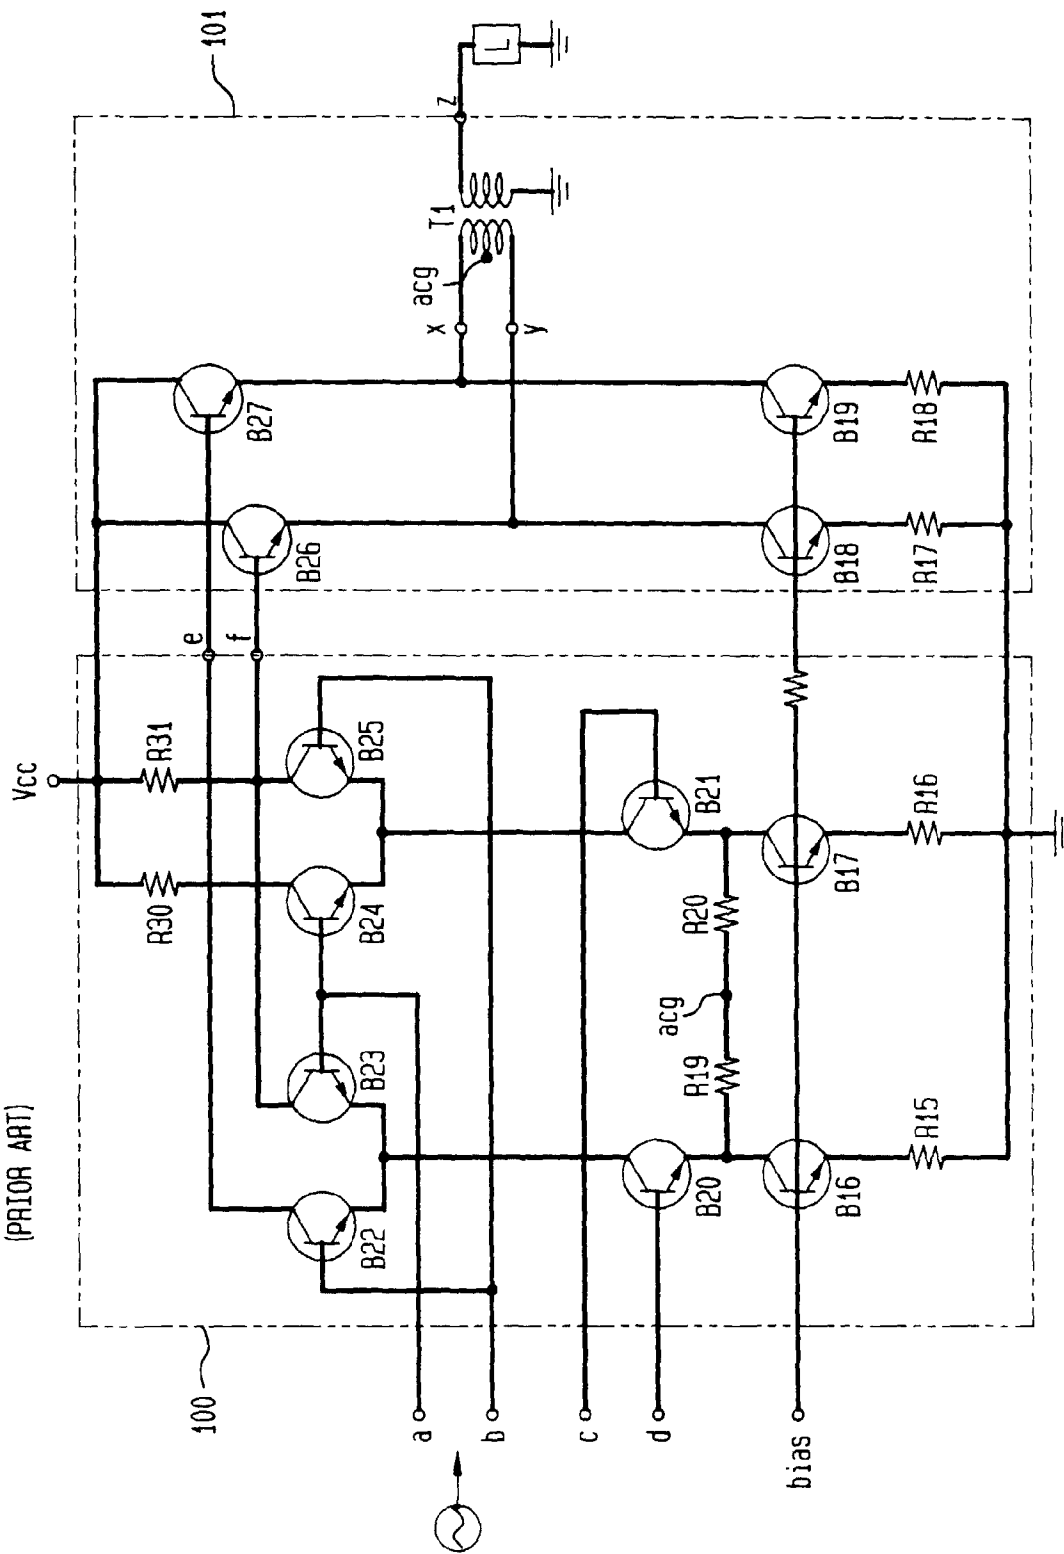 (PRIOR ART)
100
101
Vcc
R30
R31
e
f
B27
B26
x
y
acg
T1
z
L
B22
B23
B24
B25
a
b
c
d
bias
B20
B21
R19
acg
R20
B16
B17
B18
B19
R15
R16
R17
R18